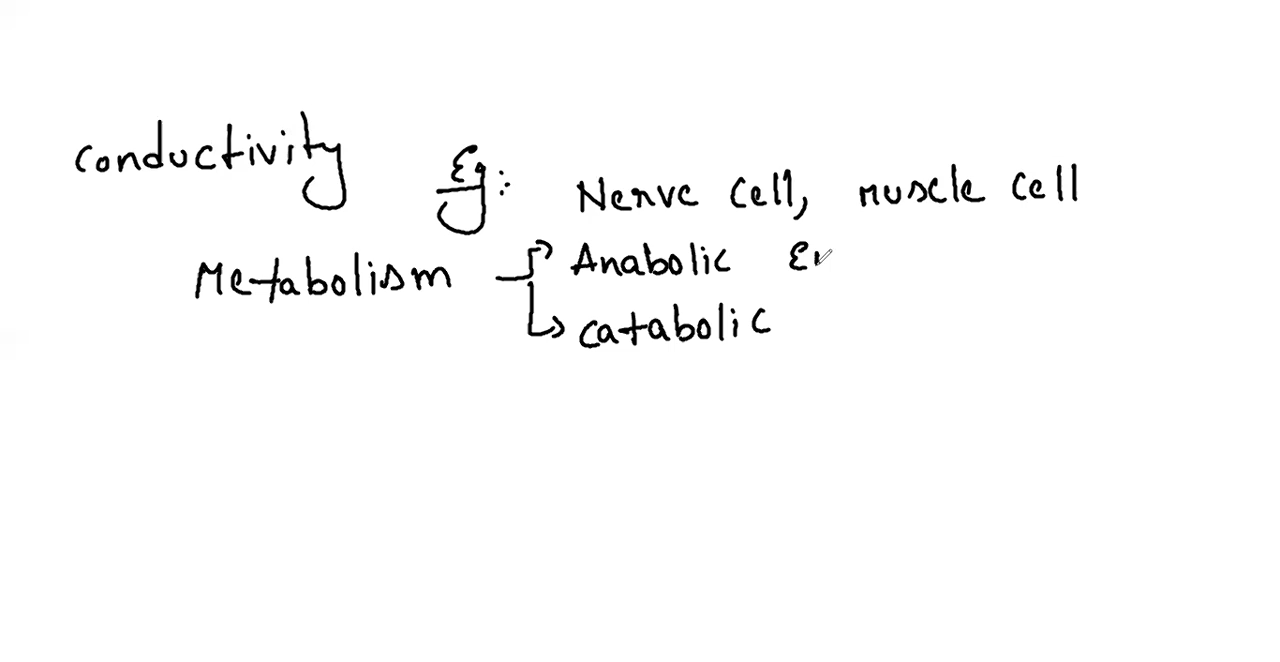 conductivity Eg: Nerve cell, muscle cell
Metabolism Anabolic
catabolic